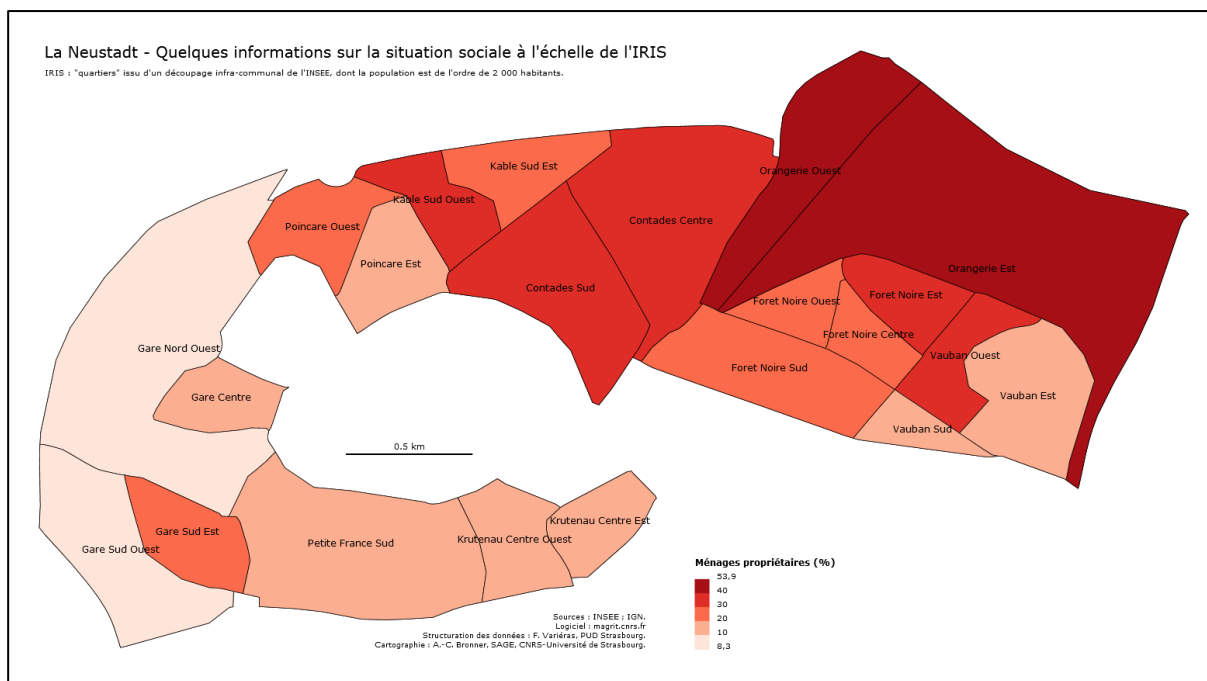 La Neustadt - Quelques informations sur la situation sociale à l'échelle de l'IRIS
IRIS : "quartiers" issu d'un découpage infra-communal de l'INSEE, dont la population est de l'ordre de 2 000 habitants.
Kable Sud Est
Orangerie Ouest
Kable Sud Ouest
Contades Centre
Poincare Ouest
Poincare Est
Orangerie Est
Contades Sud
Foret Noire Est
Foret Noire Ouest
Foret Noire Centre
Gare Nord Ouest
Vauban Ouest
Foret Noire Sud
Gare Centre
Vauban Est
Vauban Sud
0.5 km
Krutenau Centre Est
Gare Sud Est
Krutenau Centre Ouest
Petite France Sud
Gare Sud Ouest
Ménages propriétaires (%)
53,9
40
30
20
10
8,3
Sources : INSEE ; IGN.
Logiciel : magrit.cnrs.fr
Structuration des données : F. Variéras, PUD Strasbourg.
Cartographie : A.-C. Bronner, SAGE, CNRS-Université de Strasbourg.